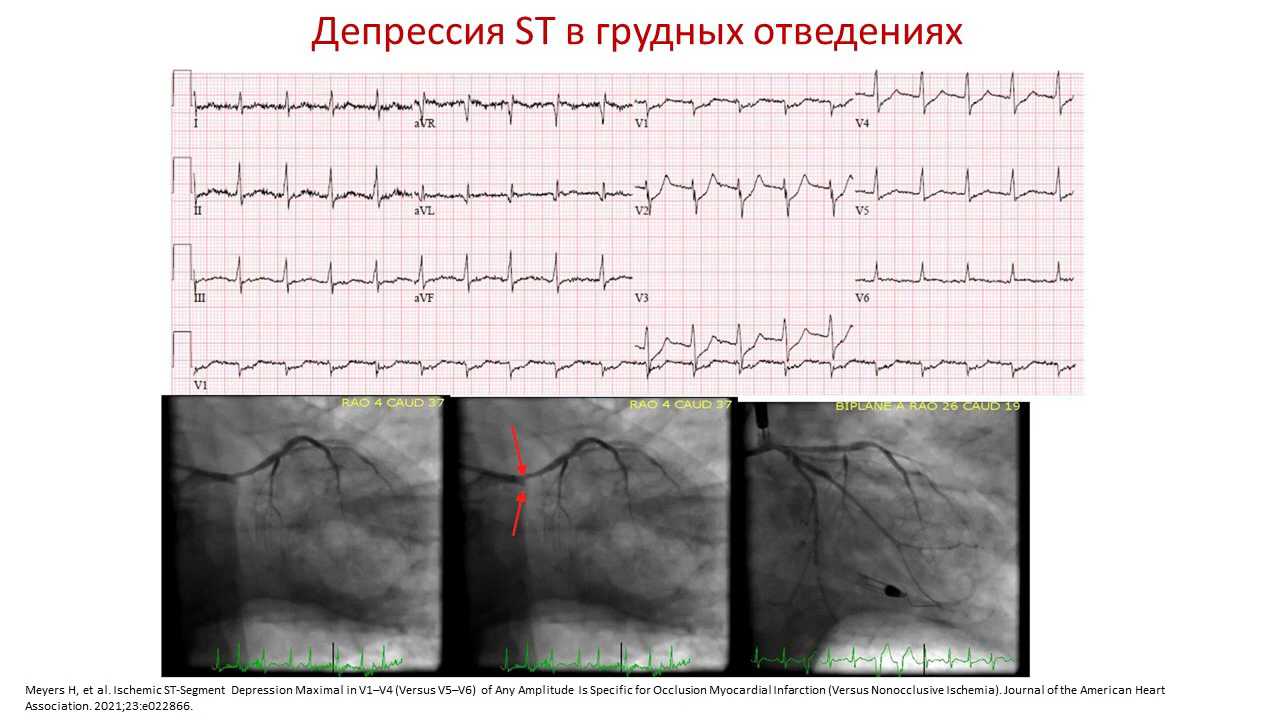 Депрессия ST в грудных отведениях
I aVR V1 V4
II aVL V2 V5
III aVF V3 V6
V1
RAO 4 CAUD 37 RAO 4 CAUD 37 BIPLANE A RAO 26 CAUD 19
Meyers H, et al. Ischemic ST-Segment Depression Maximal in V1–V4 (Versus V5–V6) of Any Amplitude Is Specific for Occlusion Myocardial Infarction (Versus Nonocclusive Ischemia). Journal of the American Heart
Association. 2021;23:e022866.